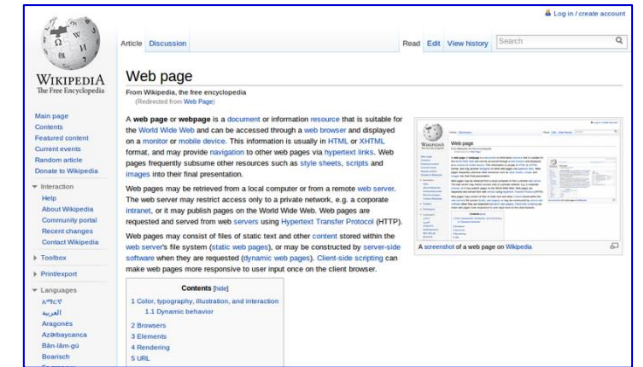 Log in / create account
Article Discussion
Read Edit View history
Search
WIKIPEDIA
The Free Encyclopedia
Main page
Contents
Featured content
Current events
Random article
Donate to Wikipedia
Interaction
Help
About Wikipedia
Community portal
Recent changes
Contact Wikipedia
Toolbox
Print/export
Languages
አማርኛ
العربية
Aragonés
Azərbaycanca
Bân-lâm-gú
Boarisch
Web page
From Wikipedia, the free encyclopedia
(Redirected from Web Page)
A web page or webpage is a document or information resource that is suitable for
the World Wide Web and can be accessed through a web browser and displayed
on a monitor or mobile device. This information is usually in HTML or XHTML
format, and may provide navigation to other web pages via hypertext links. Web
pages frequently subsume other resources such as style sheets, scripts and
images into their final presentation.
Web pages may be retrieved from a local computer or from a remote web server.
The web server may restrict access only to a private network, e.g. a corporate
intranet, or it may publish pages on the World Wide Web. Web pages are
requested and served from web servers using Hypertext Transfer Protocol (HTTP).
Web pages may consist of files of static text and other content stored within the
web server's file system (static web pages), or may be constructed by server-side
software when they are requested (dynamic web pages). Client-side scripting can
make web pages more responsive to user input once on the client browser.
Web page
A screenshot of a web page on Wikipedia
Contents [hide]
1 Color, typography, illustration, and interaction
1.1 Dynamic behavior
2 Browsers
3 Elements
4 Rendering
5 URL